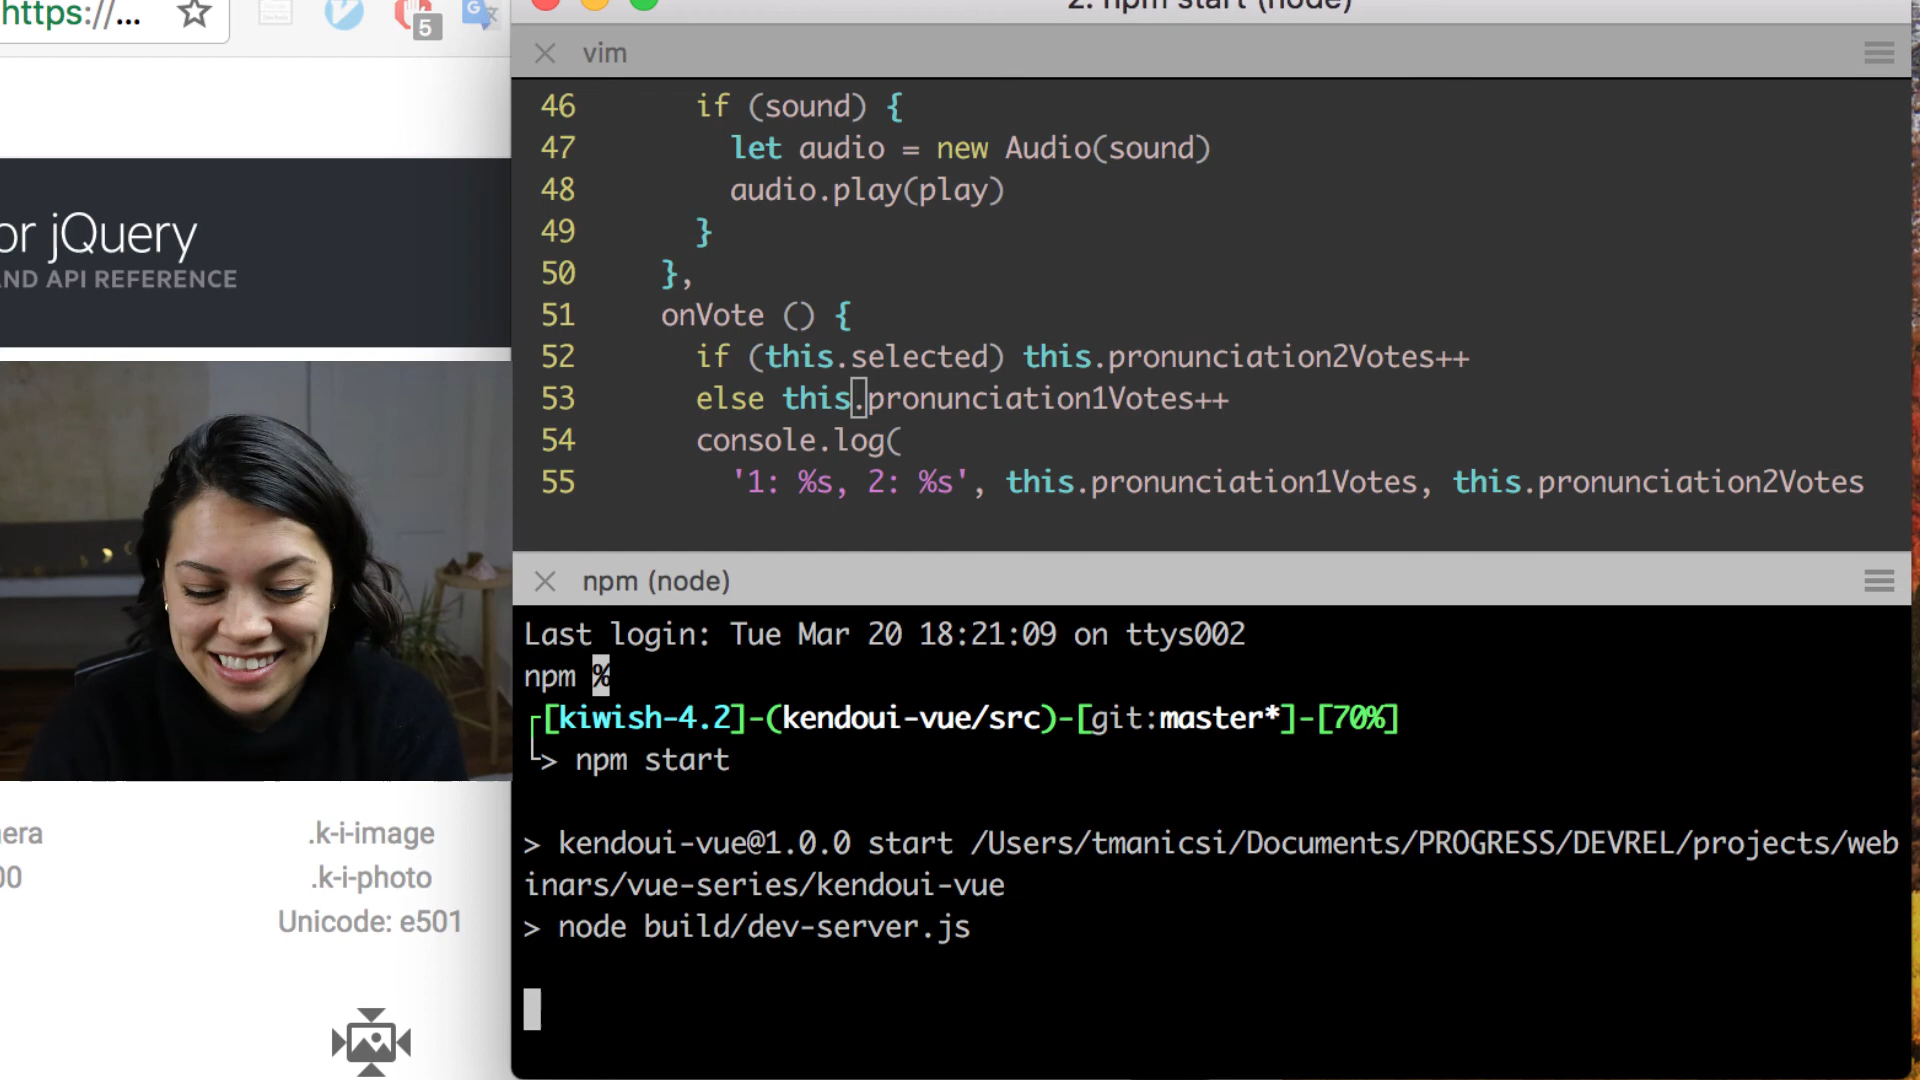 https://...
5
or jQuery
ND API REFERENCE
era
00
.k-i-image
.k-i-photo
Unicode: e501
2. npm start (node)
vim
46 if (sound) {
47 let audio = new Audio(sound)
48 audio.play(play)
49 }
50 },
51 onVote () {
52 if (this.selected) this.pronunciation2Votes++
53 else this.pronunciation1Votes++
54 console.log(
55 '1: %s, 2: %s', this.pronunciation1Votes, this.pronunciation2Votes
npm (node)
Last login: Tue Mar 20 18:21:09 on ttys002
npm %
[kiwish-4.2]-(kendoui-vue/src)-[git:master*]-[70%]
> npm start
> kendoui-vue@1.0.0 start /Users/tmanicsi/Documents/PROGRESS/DEVREL/projects/web
inars/vue-series/kendoui-vue
> node build/dev-server.js